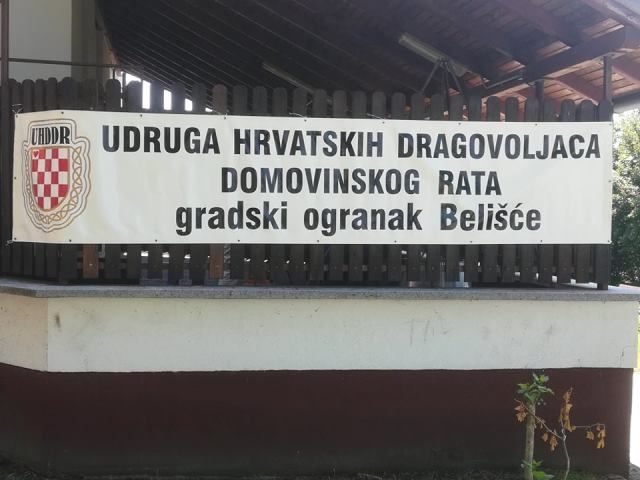 UHDDR
UDRUGA HRVATSKIH DRAGOVOLJACA
DOMOVINSKOG RATA
gradski ogranak Belišće